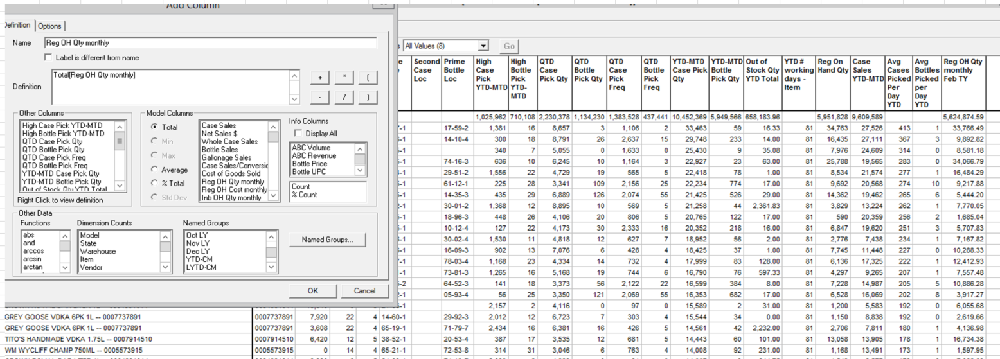 Add Column
Definition Options
Name Reg OH Qty monthly
Label is different from name
Definition Total[Reg OH Qty monthly]
+ * (
- / )
Other Columns
High Case Pick YTD-MTD
High Bottle Pick YTD-MTD
QTD Case Pick Qty
QTD Bottle Pick Qty
QTD Case Pick Freq
QTD Bottle Pick Freq
YTD-MTD Case Pick Qty
YTD-MTD Bottle Pick Qty
Out of Stock Qty YTD Total
Right Click to view definition
Model Columns
Total
Min
Max
Average
% Total
Std Dev
Case Sales
Net Sales $
Whole Case Sales
Bottle Sales
Gallonage Sales
Case Sales/Conversic
Cost of Goods Sold
Reg OH Qty monthly
Reg OH Cost monthly
Inb OH Qty monthly
Info Columns
Display All
ABC Volume
ABC Revenue
Bottle Price
Bottle UPC
Count
% Count
Other Data
Functions
abs
and
arccos
arcsin
arctan
Dimension Counts
Model
State
Warehouse
Item
Vendor
Named Groups
Oct LY
Nov LY
Dec LY
YTD-CM
LYTD-CM
Named Groups...
OK Cancel
All Values (8) Go
Second Case Loc
Prime Bottle Loc
High Case Pick YTD-MTD
High Bottle Pick YTD-MTD
QTD Case Pick Qty
QTD Bottle Pick Qty
QTD Case Pick Freq
QTD Bottle Pick Freq
YTD-MTD Case Pick Qty
YTD-MTD Bottle Pick Qty
Out of Stock Qty YTD Total
YTD # working days - Item
Reg On Hand Qty
Case Sales YTD-MTD
Avg Cases Picked Per Day YTD
Avg Bottles Picked per Day YTD
Reg OH Qty monthly Feb TY
1,025,962 710,108 2,230,378 1,134,230 1,383,528 437,441 10,452,369 5,949,566 658,183.96 5,951,828 9,609,589 5,624,874.59
17-59-2 1,381 16 8,657 3 1,106 2 33,463 59 16.33 81 34,763 27,526 413 1 33,766.49
14-10-4 300 18 8,791 26 2,637 15 29,748 233 14.00 81 16,435 27,111 367 3 9,892.82
340 7 5,055 0 1,633 0 25,430 9 35.08 81 7,976 24,609 314 0 8,581.18
74-16-3 636 10 6,245 10 1,164 3 22,927 23 63.00 81 25,788 19,565 283 0 34,066.79
29-51-2 1,556 22 4,729 19 565 5 22,418 78 1.00 81 8,534 21,574 277 1 16,484.29
61-12-1 225 28 3,341 109 2,156 25 22,234 774 17.00 81 9,692 20,568 274 10 9,217.88
14-35-3 435 29 6,889 126 2,074 55 21,425 526 29.00 81 14,362 19,462 265 6 5,444.20
30-01-2 1,368 12 8,895 10 569 5 21,258 44 2,361.83 81 3,829 13,224 262 1 7,770.05
18-96-3 448 26 4,106 20 806 5 20,765 122 17.00 81 590 20,359 256 2 1,685.04
10-12-4 127 22 4,173 30 2,333 16 20,352 218 16.00 81 6,847 19,620 251 3 5,707.83
30-02-4 1,530 11 4,818 12 627 7 18,952 56 2.00 81 2,776 7,438 234 1 7,167.82
16-09-3 902 13 7,076 6 428 4 18,425 37 1.00 81 7,745 11,448 227 0 10,288.33
78-03-4 1,168 23 4,334 14 732 4 17,999 83 128.00 81 6,136 17,325 222 1 12,412.93
73-81-3 1,265 16 5,168 19 744 6 16,790 76 597.33 81 4,297 9,265 207 1 7,557.48
64-52-3 141 18 3,373 56 2,122 22 16,599 384 8.00 81 7,228 14,987 205 5 10,886.28
05-93-4 56 25 3,350 121 2,069 55 16,353 682 17.00 81 6,528 16,069 202 8 3,917.27
2,157 2 4,116 0 97 0 15,589 2 31.00 81 1,200 5,583 192 0 6,055.68
GREY GOOSE VDKA 6PK 1L -- 0007737891 0007737891 7,920 22 4 14-60-1 29-92-3 2,012 12 6,723 7 303 4 15,544 34 0.00 81 1,150 8,838 192 0 2,619.66
GREY GOOSE VDKA 6PK 1L -- 0007737891 0007737891 3,608 22 4 65-19-1 71-79-7 2,434 16 6,381 16 426 5 14,561 42 2,232.00 81 2,706 7,811 180 1 4,136.98
TITO'S HANDMADE VDKA 1.75L -- 0007914510 0007914510 6,420 12 5 38-52-1 20-53-4 387 17 3,535 12 681 5 14,443 60 101.00 81 13,058 13,905 178 1 16,734.38
WM WYCLIFF CHAMP 750ML -- 0005573915 0005573915 0 14 4 65-21-1 72-53-8 314 31 3,046 6 763 4 14,008 92 231.00 81 1,168 13,491 173 1 1,597.95